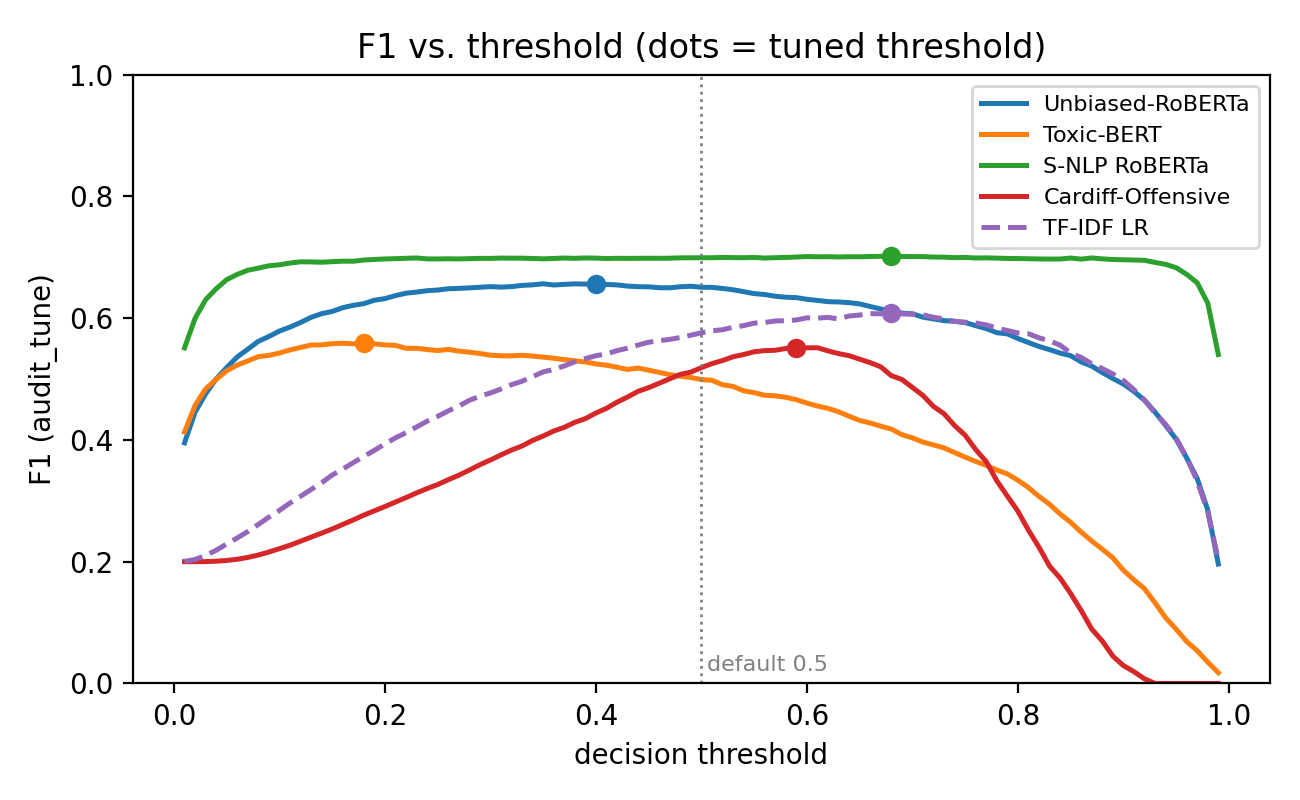 F1 vs. threshold (dots = tuned threshold)
F1 (audit_tune)
1.0
0.8
0.6
0.4
0.2
0.0
Unbiased-RoBERTa
Toxic-BERT
S-NLP RoBERTa
Cardiff-Offensive
TF-IDF LR
default 0.5
0.0 0.2 0.4 0.6 0.8 1.0
decision threshold